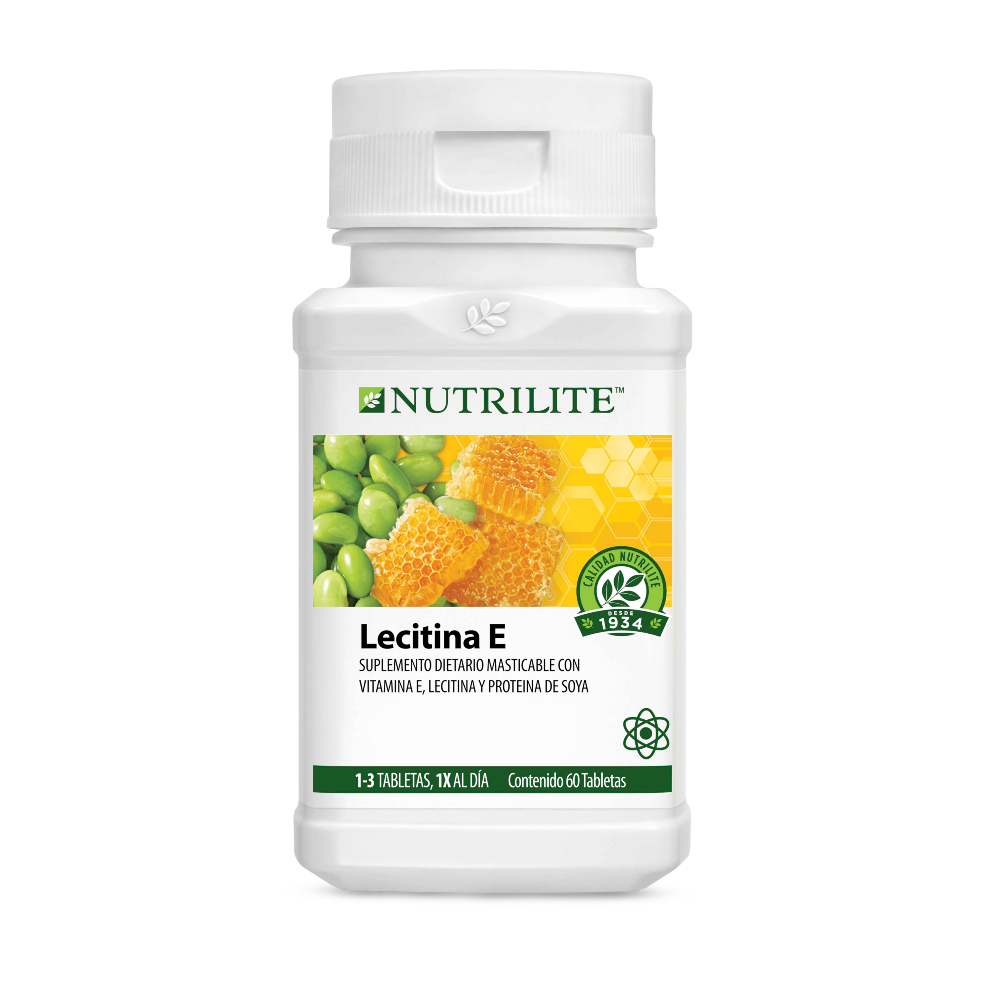 NUTRILITE™
CALIDAD NUTRILITE
DESDE
1934
Lecitina E
SUPLEMENTO DIETARIO MASTICABLE CON
VITAMINA E, LECITINA Y PROTEINA DE SOYA
1-3 TABLETAS, 1X AL DÍA Contenido 60 Tabletas